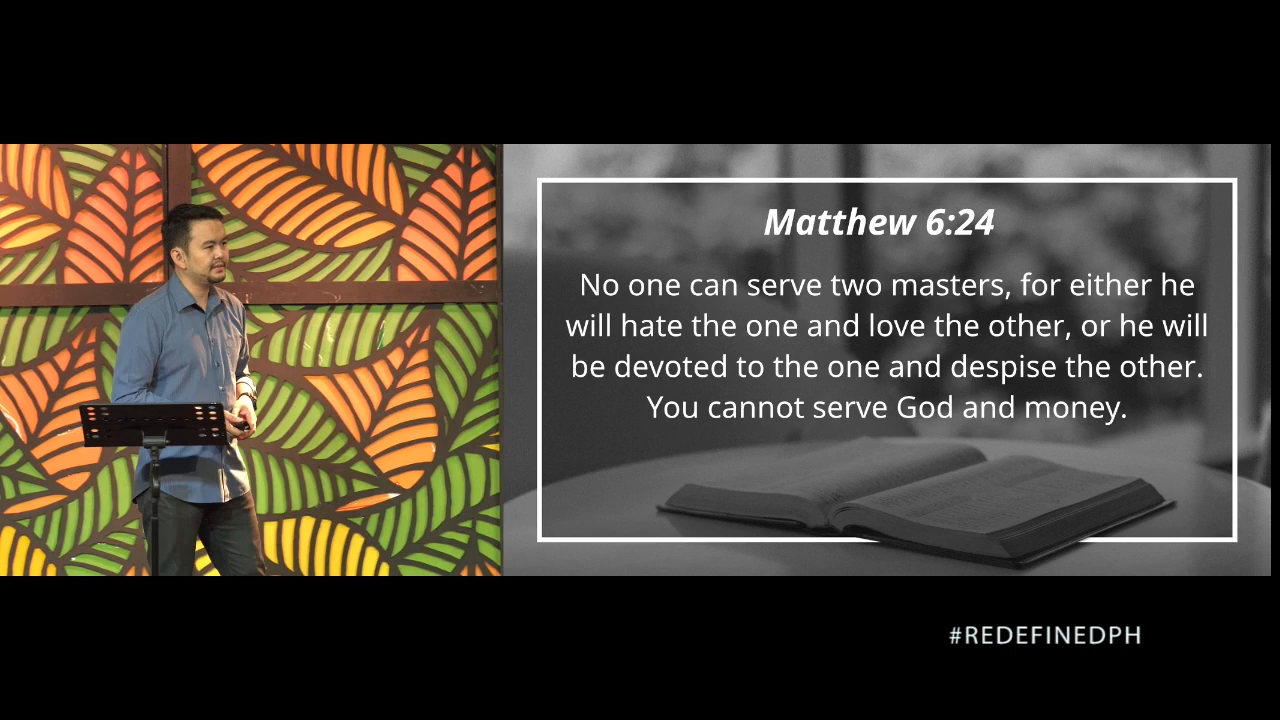 Matthew 6:24
No one can serve two masters, for either he
will hate the one and love the other, or he will
be devoted to the one and despise the other.
You cannot serve God and money.
#REDEFINEDPH